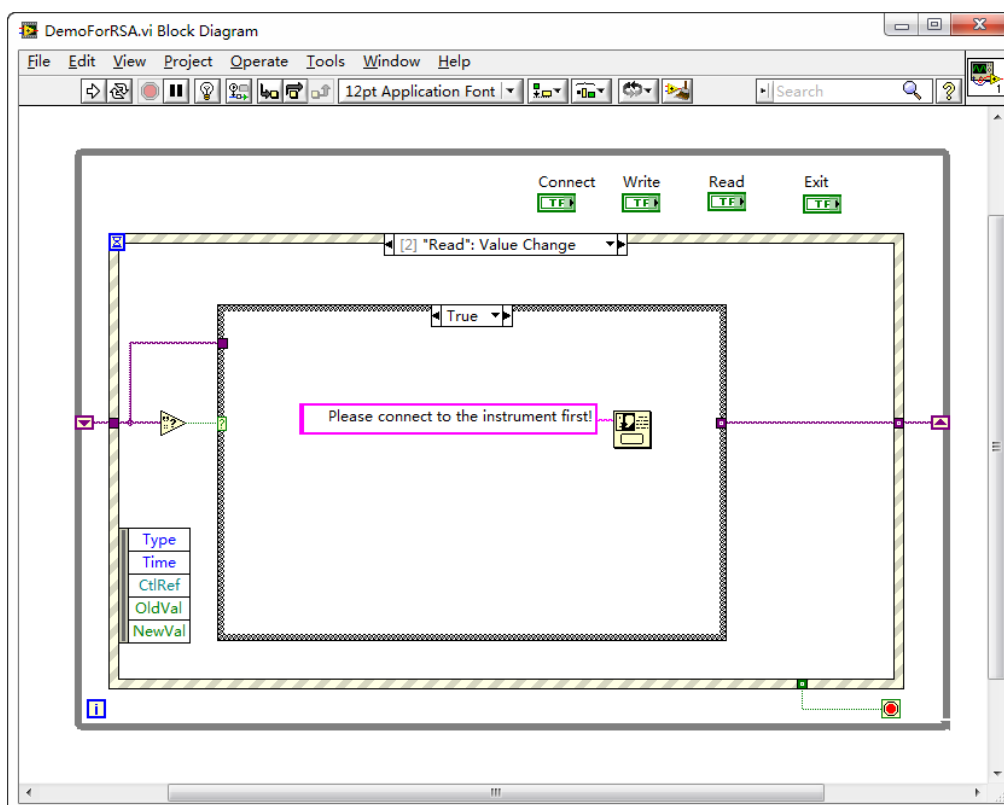 DemoForRSA.vi Block Diagram
File Edit View Project Operate Tools Window Help
12pt Application Font
Search
?
1
Connect Write Read Exit
TF TF TF TF
[2] "Read": Value Change
True
Please connect to the instrument first!
?
?
Type
Time
CtlRef
OldVal
NewVal
i